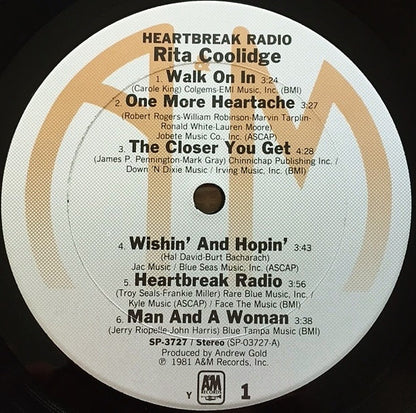 HEARTBREAK RADIO
Rita Coolidge
1. Walk On In 3:24
(Carole King) Colgems-EMI Music, Inc. (BMI)
2. One More Heartache 3:27
(Robert Rogers-William Robinson-Marvin Tarplin-
Ronald White-Lauren Moore)
Jobete Music Co., Inc. (ASCAP)
3. The Closer You Get 4:28
(James P. Pennington-Mark Gray) Chinnichap Publishing Inc. /
Down 'N Dixie Music / Irving Music, Inc. (BMI)
4. Wishin' And Hopin' 3:43
(Hal David-Burt Bacharach)
Jac Music / Blue Seas Music, Inc. (ASCAP)
5. Heartbreak Radio 3:56
(Troy Seals-Frankie Miller) Rare Blue Music, Inc. /
Kyle Music (ASCAP) / Face The Music (BMI)
6. Man And A Woman 3:38
(Jerry Riopelle-John Harris) Blue Tampa Music (BMI)
SP-3727 / Stereo (SP-03727-A)
Produced by Andrew Gold
℗ 1981 A&M Records, Inc.
Y A&M RECORDS 1